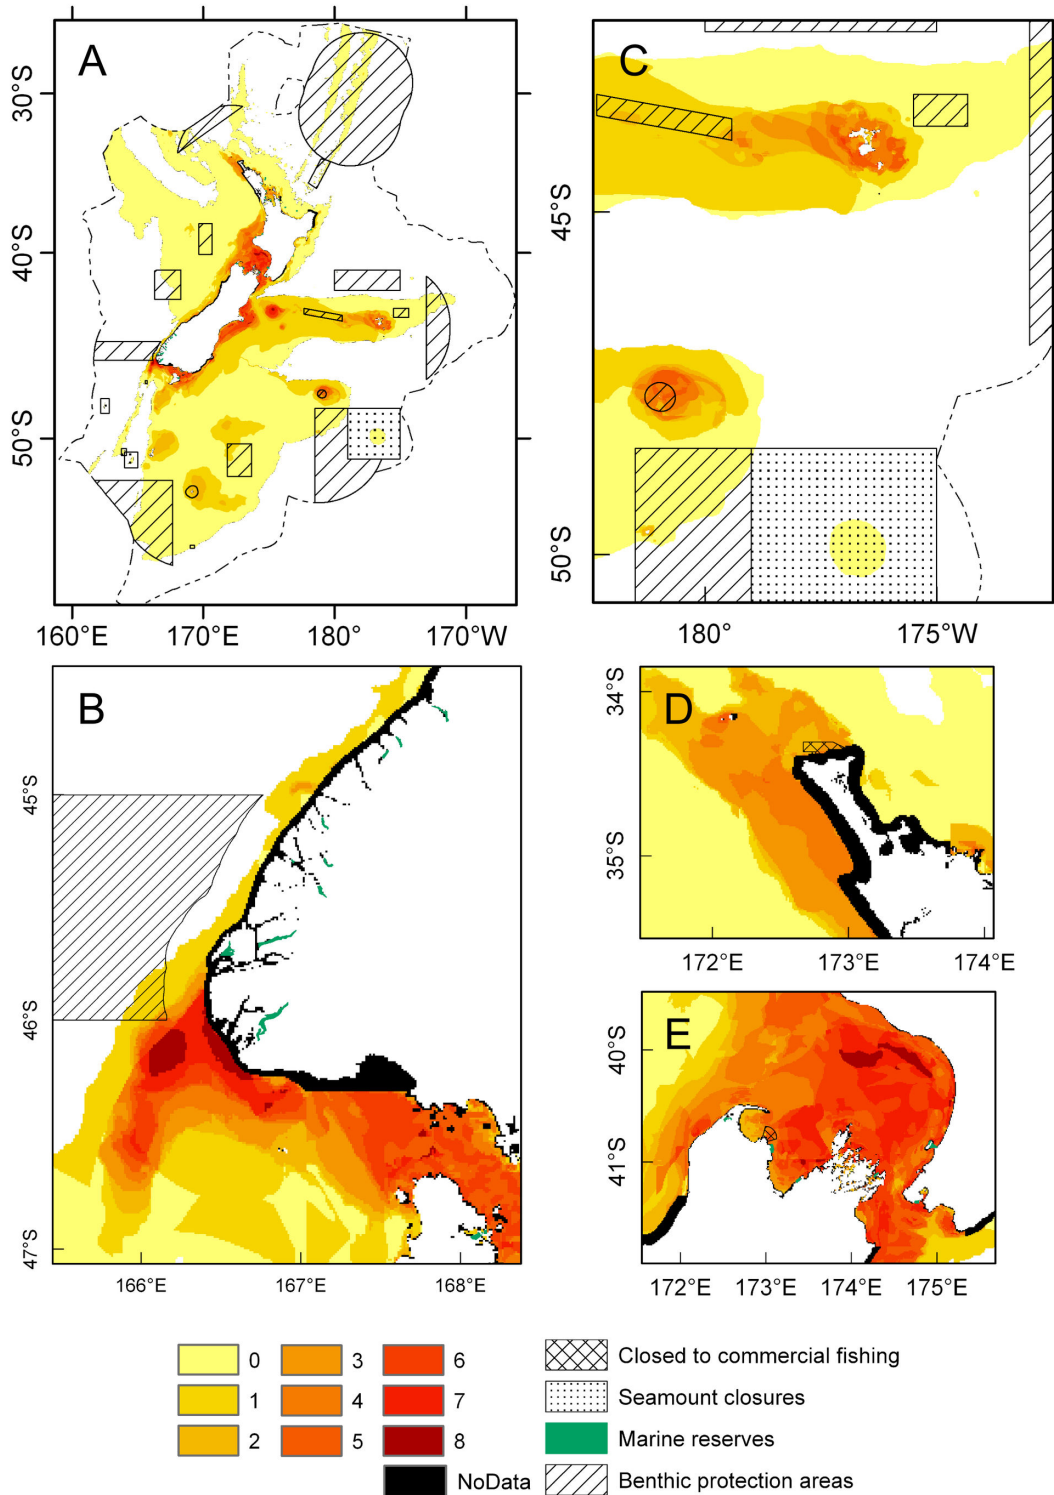 A
30°S
40°S
50°S
160°E
170°E
180°
170°W
C
45°S
50°S
180°
175°W
B
45°S
46°S
47°S
166°E
167°E
168°E
D
34°S
35°S
172°E
173°E
174°E
E
40°S
41°S
172°E
173°E
174°E
175°E
0
1
2
3
4
5
6
7
8
NoData
Closed to commercial fishing
Seamount closures
Marine reserves
Benthic protection areas